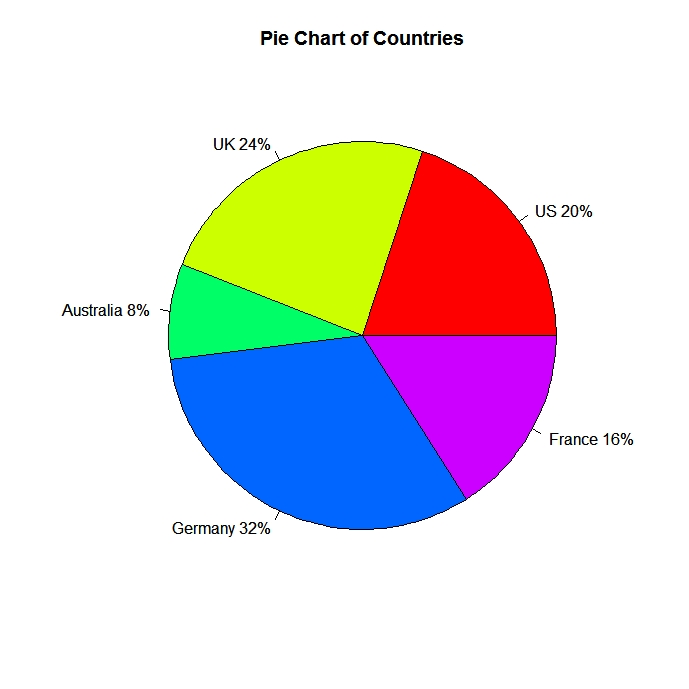 Pie Chart of Countries
UK 24%
US 20%
Australia 8%
France 16%
Germany 32%